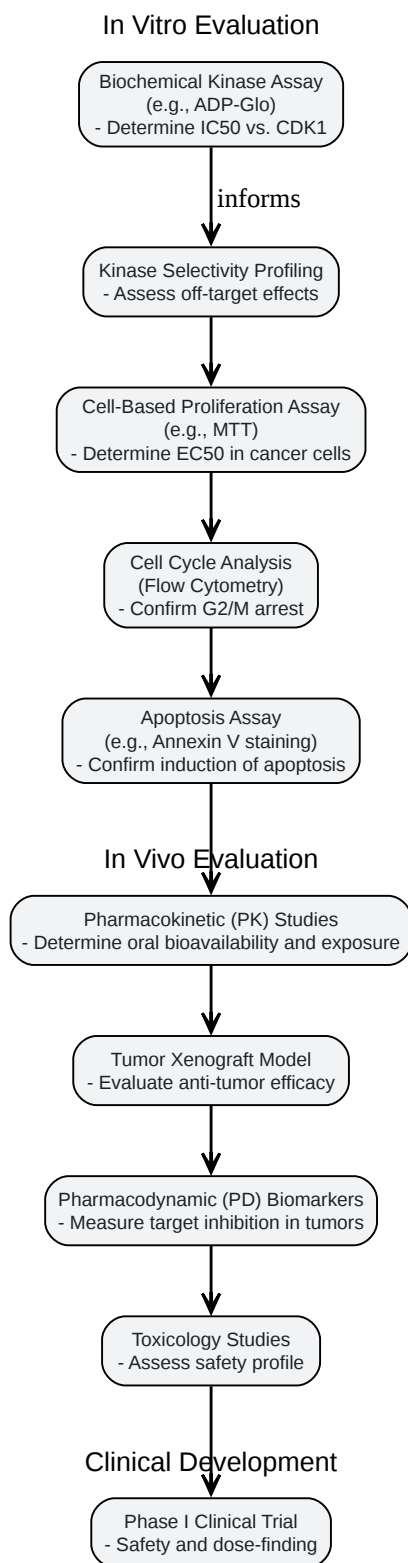 In Vitro Evaluation
Biochemical Kinase Assay
(e.g., ADP-Glo)
- Determine IC50 vs. CDK1
informs
Kinase Selectivity Profiling
- Assess off-target effects
Cell-Based Proliferation Assay
(e.g., MTT)
- Determine EC50 in cancer cells
Cell Cycle Analysis
(Flow Cytometry)
- Confirm G2/M arrest
Apoptosis Assay
(e.g., Annexin V staining)
- Confirm induction of apoptosis
In Vivo Evaluation
Pharmacokinetic (PK) Studies
- Determine oral bioavailability and exposure
Tumor Xenograft Model
- Evaluate anti-tumor efficacy
Pharmacodynamic (PD) Biomarkers
- Measure target inhibition in tumors
Toxicology Studies
- Assess safety profile
Clinical Development
Phase I Clinical Trial
- Safety and dose-finding